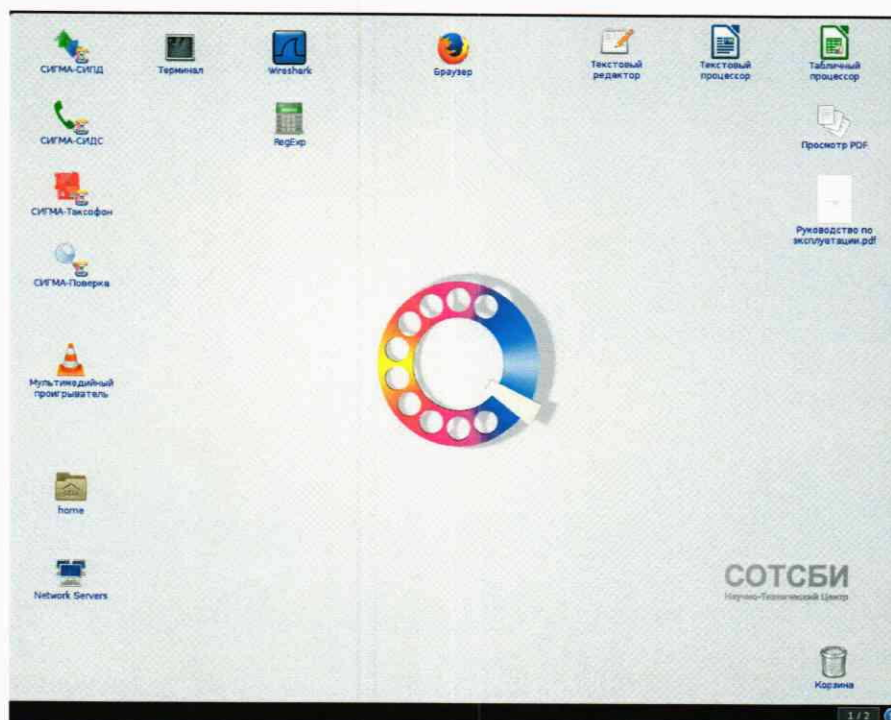 СИГМА-СИПД
Терминал
Wireshark
Браузер
Текстовый
редактор
Текстовый
процессор
Табличный
процессор
СИГМА-СИДС
RegExp
Просмотр PDF
СИГМА-Таксофон
Руководство по
эксплуатации.pdf
СИГМА-Поверка
Мультимедийный
проигрыватель
home
СОТСБИ
Научно-Технический Центр
Network Servers
Корзина
1 / 2